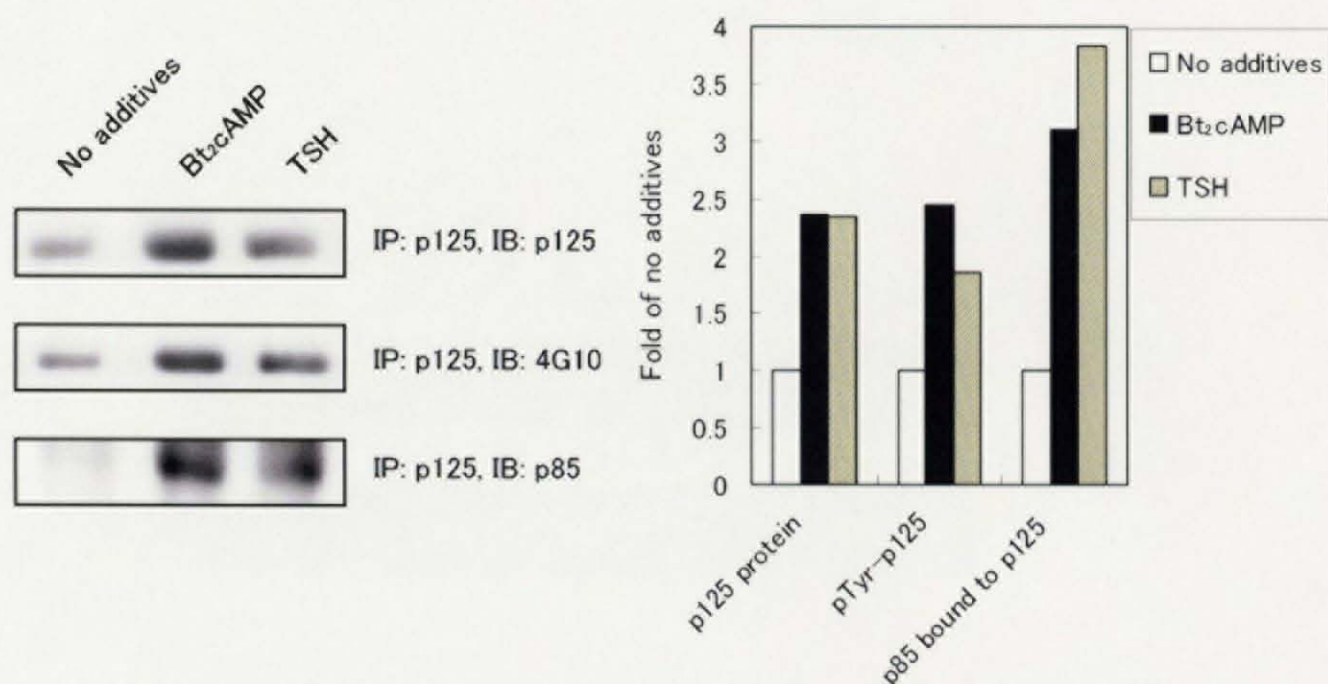 No additives
Bt₂cAMP
TSH
IP: p125, IB: p125
IP: p125, IB: 4G10
IP: p125, IB: p85
Fold of no additives
4
3.5
3
2.5
2
1.5
1
0.5
0
p125 protein
pTyr-p125
p85 bound to p125
No additives
Bt₂cAMP
TSH